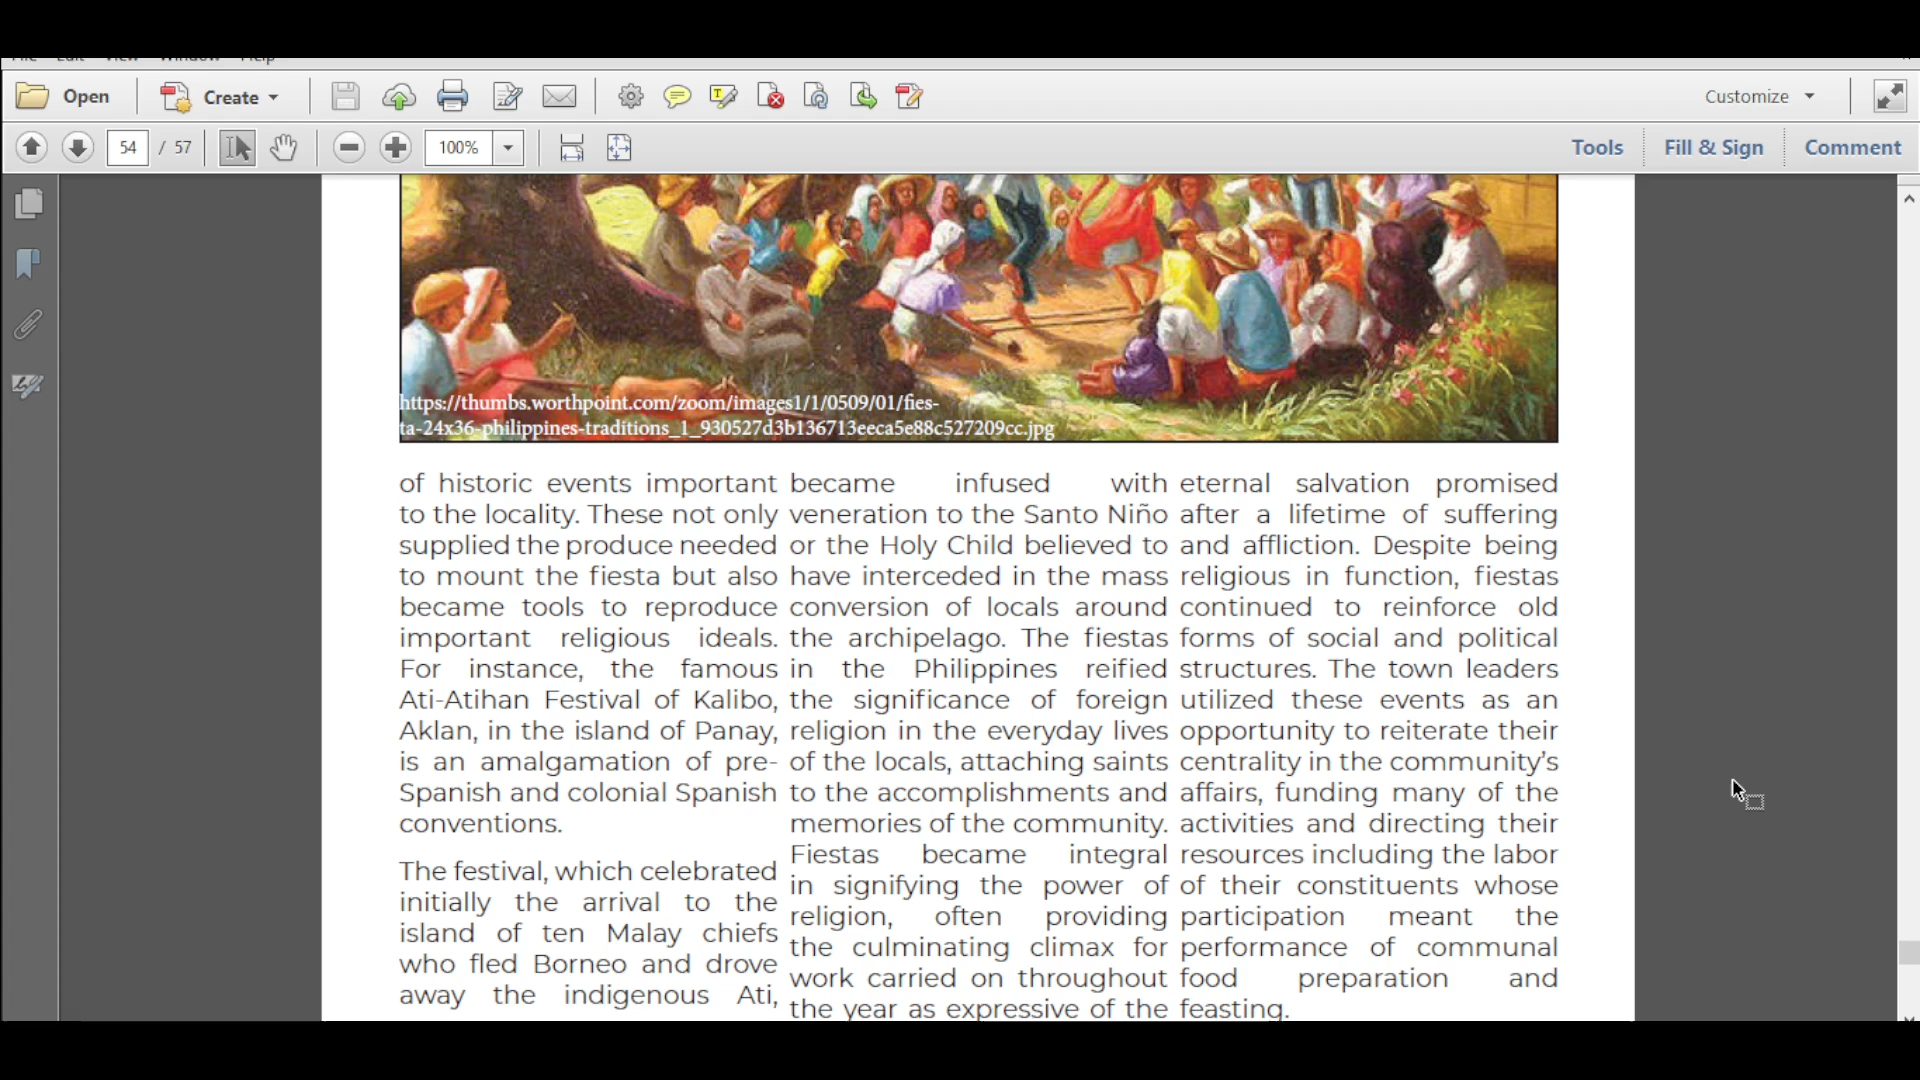 File Edit View Window Help
Open
Create
Customize
54 / 57
100%
Tools
Fill & Sign
Comment
https://thumbs.worthpoint.com/zoom/images1/1/0509/01/fies-
ta-24x36-philippines-traditions_1_930527d3b136713eeca5e88c527209cc.jpg
of historic events important
to the locality. These not only
supplied the produce needed
to mount the fiesta but also
became tools to reproduce
important religious ideals.
For instance, the famous
Ati-Atihan Festival of Kalibo,
Aklan, in the island of Panay,
is an amalgamation of pre-
Spanish and colonial Spanish
conventions.
The festival, which celebrated
initially the arrival to the
island of ten Malay chiefs
who fled Borneo and drove
away the indigenous Ati,
became infused with
veneration to the Santo Niño
or the Holy Child believed to
have interceded in the mass
conversion of locals around
the archipelago. The fiestas
in the Philippines reified
the significance of foreign
religion in the everyday lives
of the locals, attaching saints
to the accomplishments and
memories of the community.
Fiestas became integral
in signifying the power of
religion, often providing
the culminating climax for
work carried on throughout
the year as expressive of the
eternal salvation promised
after a lifetime of suffering
and affliction. Despite being
religious in function, fiestas
continued to reinforce old
forms of social and political
structures. The town leaders
utilized these events as an
opportunity to reiterate their
centrality in the community's
affairs, funding many of the
activities and directing their
resources including the labor
of their constituents whose
participation meant the
performance of communal
food preparation and
feasting.